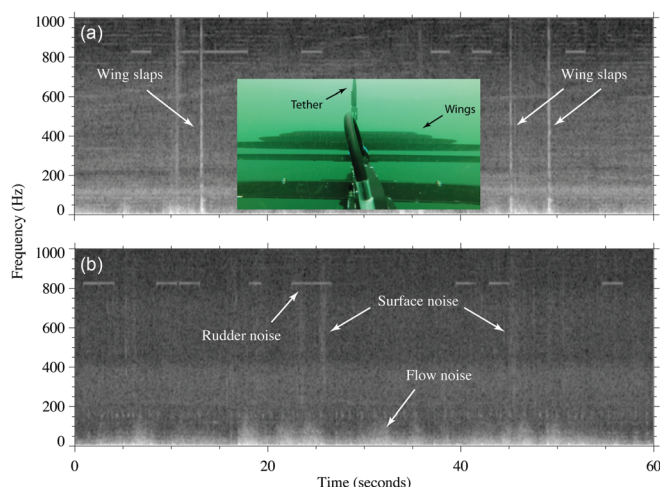 1000
(a)
800
Wing slaps
Wing slaps
Tether
Wings
600
400
200
0
Frequency (Hz)
1000
(b)
800
Rudder noise
Surface noise
600
Flow noise
400
200
0
0
20
40
60
Time (seconds)